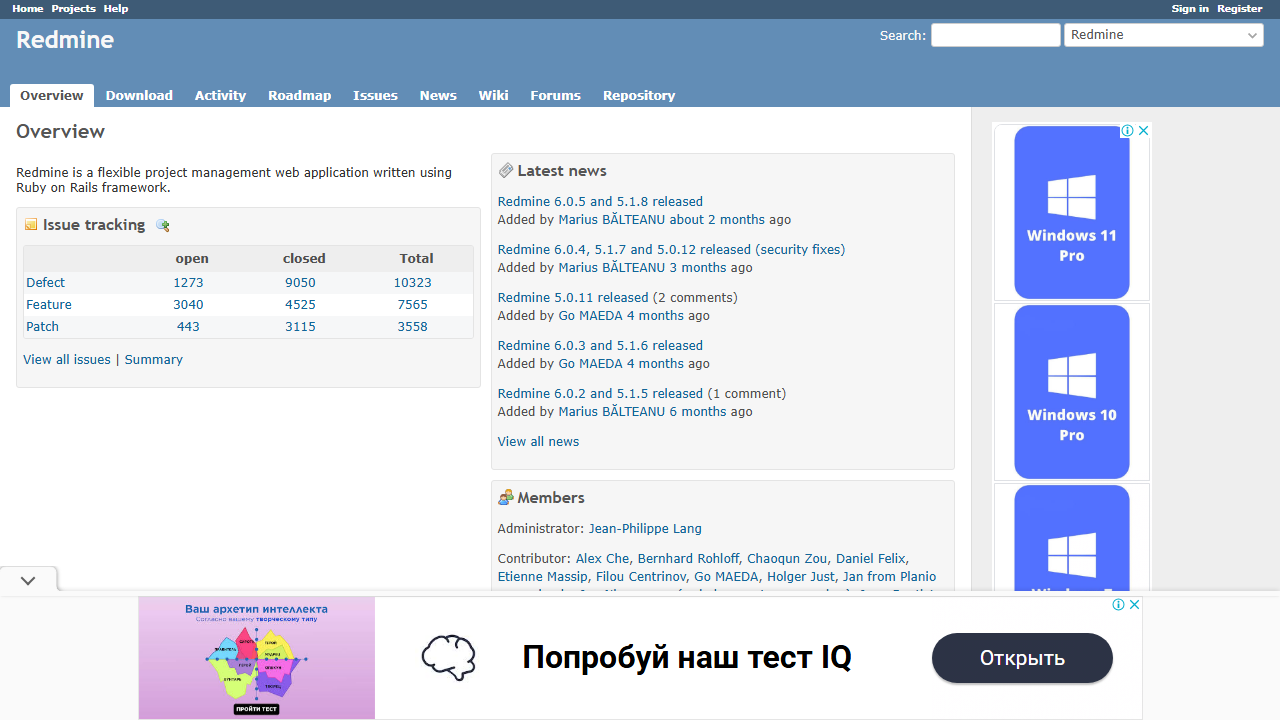 Home Projects Help
Sign in Register
Redmine
Search:
Redmine
Overview Download Activity Roadmap Issues News Wiki Forums Repository
Overview
Redmine is a flexible project management web application written using
Ruby on Rails framework.
Issue tracking
open closed Total
Defect 1273 9050 10323
Feature 3040 4525 7565
Patch 443 3115 3558
View all issues | Summary
Latest news
Redmine 6.0.5 and 5.1.8 released
Added by Marius BĂLTEANU about 2 months ago
Redmine 6.0.4, 5.1.7 and 5.0.12 released (security fixes)
Added by Marius BĂLTEANU 3 months ago
Redmine 5.0.11 released (2 comments)
Added by Go MAEDA 4 months ago
Redmine 6.0.3 and 5.1.6 released
Added by Go MAEDA 4 months ago
Redmine 6.0.2 and 5.1.5 released (1 comment)
Added by Marius BĂLTEANU 6 months ago
View all news
Members
Administrator: Jean-Philippe Lang
Contributor: Alex Che, Bernhard Rohloff, Chaoqun Zou, Daniel Felix,
Etienne Massip, Filou Centrinov, Go MAEDA, Holger Just, Jan from Planio
Windows 11
Pro
Windows 10
Pro
Ваш архетип интеллекта
Согласно вашему творческому типу
ПРОЙТИ ТЕСТ
Попробуй наш тест IQ
Открыть